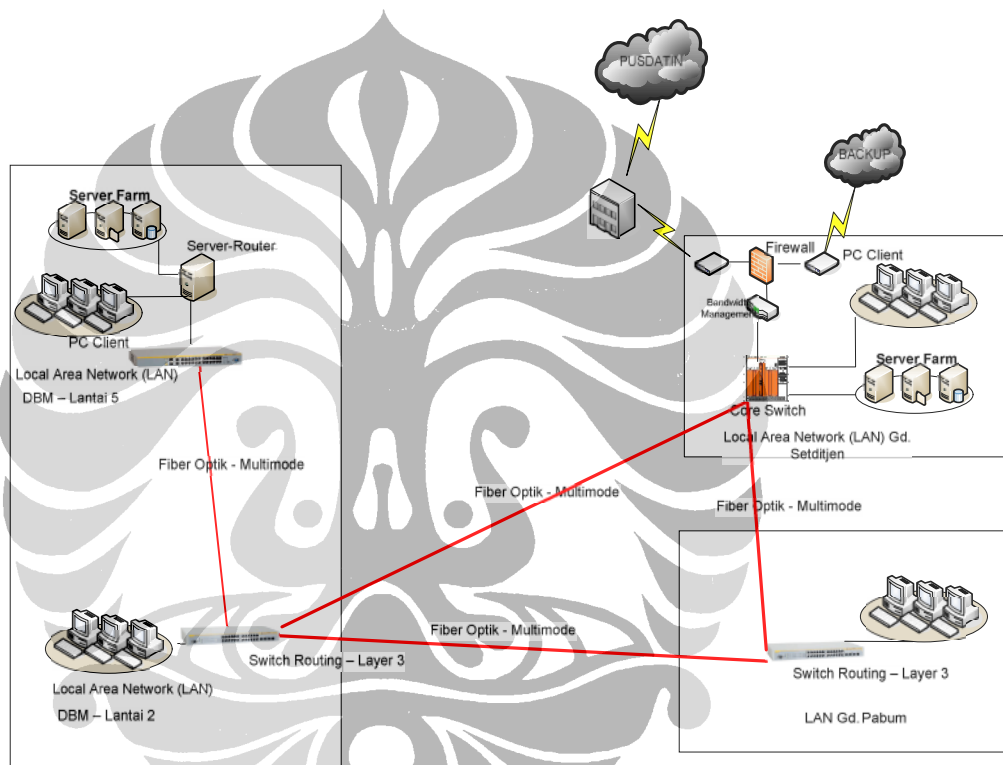 PUSDATIN
BACKUP
Server Farm
Server-Router
PC Client
Local Area Network (LAN)
DBM – Lantai 5
Fiber Optik - Multimode
Local Area Network (LAN)
DBM – Lantai 2
Switch Routing – Layer 3
Fiber Optik - Multimode
Fiber Optik - Multimode
Firewall
PC Client
Bandwidth
Management
Server Farm
Core Switch
Local Area Network (LAN) Gd.
Setditjen
Fiber Optik - Multimode
Switch Routing – Layer 3
LAN Gd. Pabum